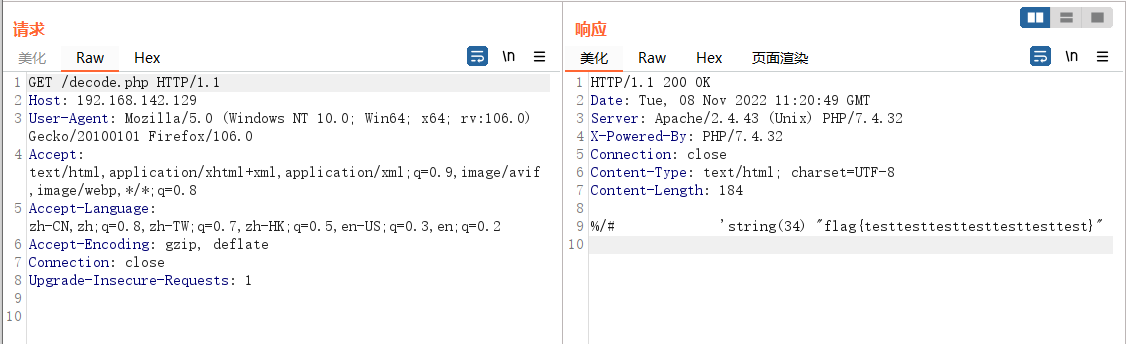 请求
美化 Raw Hex \n
1 GET /decode.php HTTP/1.1
2 Host: 192.168.142.129
3 User-Agent: Mozilla/5.0 (Windows NT 10.0; Win64; x64; rv:106.0)
Gecko/20100101 Firefox/106.0
4 Accept:
text/html,application/xhtml+xml,application/xml;q=0.9,image/avif
,image/webp,*/*;q=0.8
5 Accept-Language:
zh-CN,zh;q=0.8,zh-TW;q=0.7,zh-HK;q=0.5,en-US;q=0.3,en;q=0.2
6 Accept-Encoding: gzip, deflate
7 Connection: close
8 Upgrade-Insecure-Requests: 1
9
10
响应
美化 Raw Hex 页面渲染 \n
1 HTTP/1.1 200 OK
2 Date: Tue, 08 Nov 2022 11:20:49 GMT
3 Server: Apache/2.4.43 (Unix) PHP/7.4.32
4 X-Powered-By: PHP/7.4.32
5 Connection: close
6 Content-Type: text/html; charset=UTF-8
7 Content-Length: 184
8
9 %/# 'string(34) "flag{testtesttesttesttesttesttest}"
10